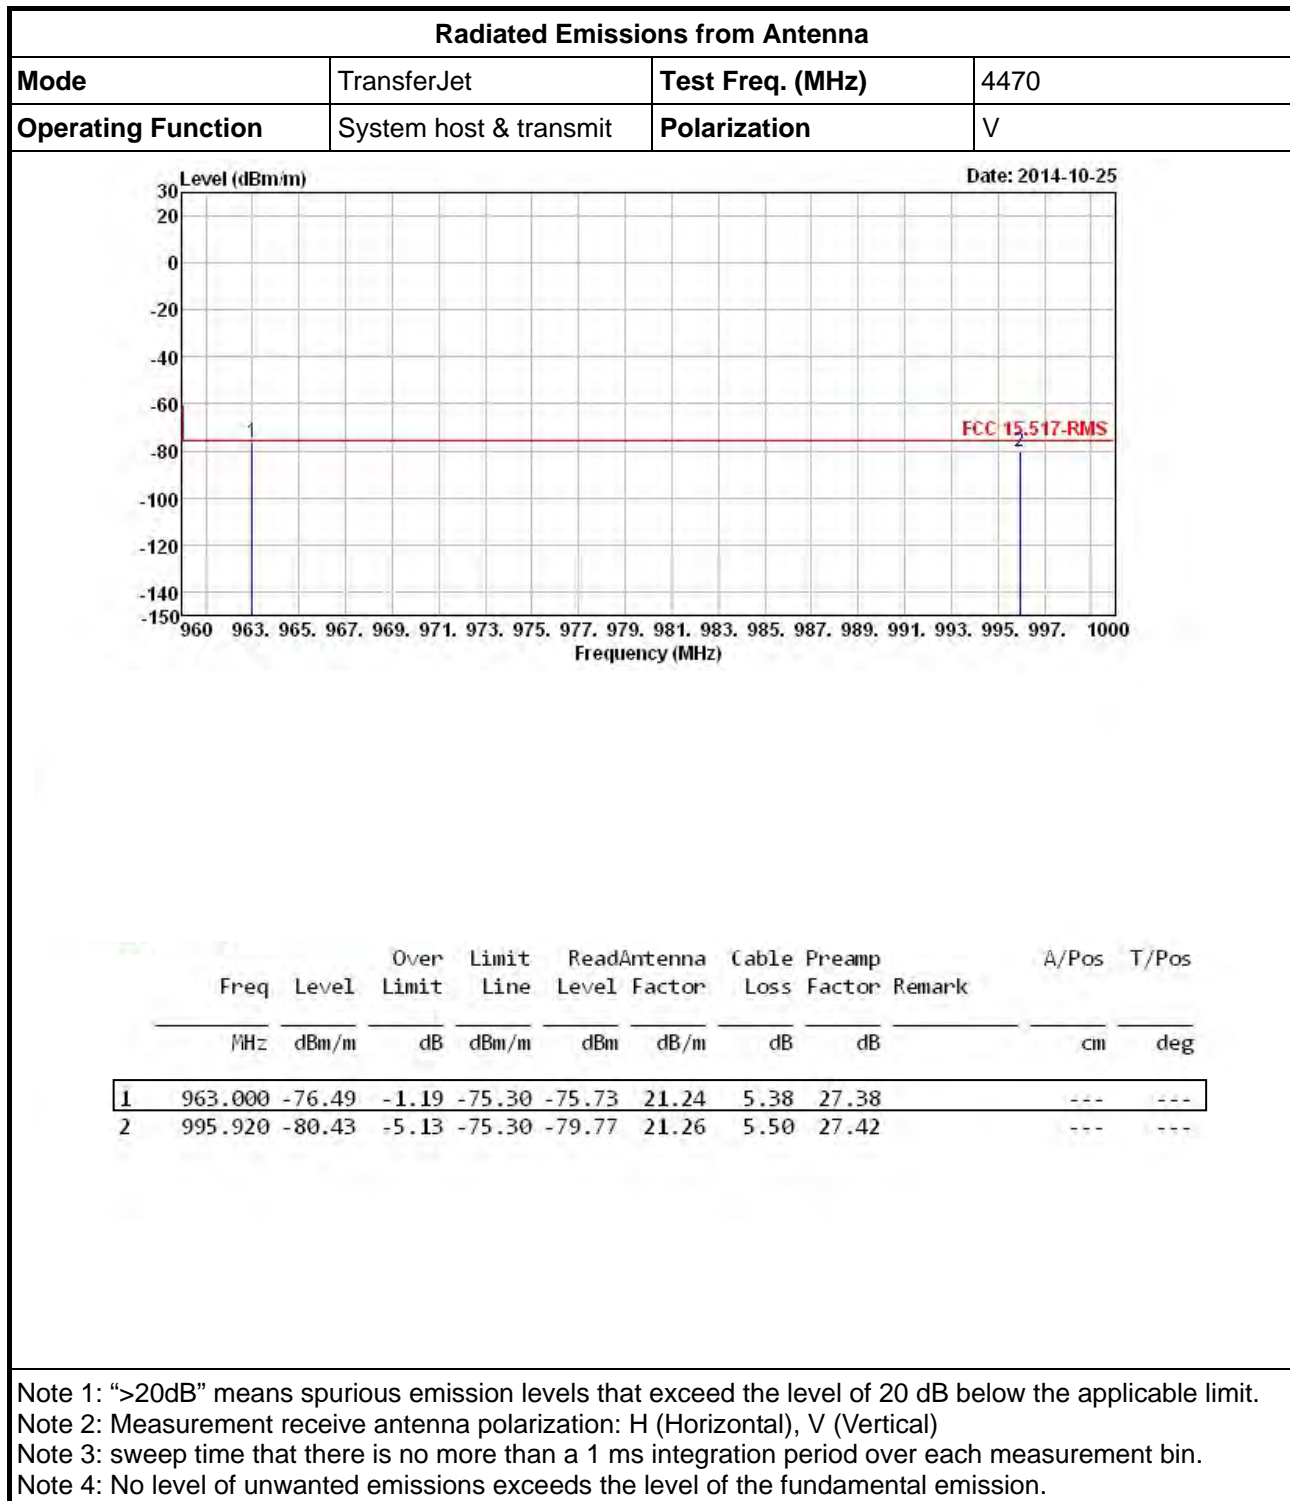 Radiated Emissions from Antenna
Mode TransferJet Test Freq. (MHz) 4470
Operating Function System host & transmit Polarization V
Level (dBm/m) Date: 2014-10-25
30
20
0
-20
-40
-60
1
FCC 15.517-RMS
2
-80
-100
-120
-140
-150
960 963. 965. 967. 969. 971. 973. 975. 977. 979. 981. 983. 985. 987. 989. 991. 993. 995. 997. 1000
Frequency (MHz)
Over Limit ReadAntenna Cable Preamp A/Pos T/Pos
Freq Level Limit Line Level Factor Loss Factor Remark
MHz dBm/m dB dBm/m dBm dB/m dB dB cm deg
1 963.000 -76.49 -1.19 -75.30 -75.73 21.24 5.38 27.38 --- ---
2 995.920 -80.43 -5.13 -75.30 -79.77 21.26 5.50 27.42 --- ---
Note 1: “>20dB” means spurious emission levels that exceed the level of 20 dB below the applicable limit.
Note 2: Measurement receive antenna polarization: H (Horizontal), V (Vertical)
Note 3: sweep time that there is no more than a 1 ms integration period over each measurement bin.
Note 4: No level of unwanted emissions exceeds the level of the fundamental emission.